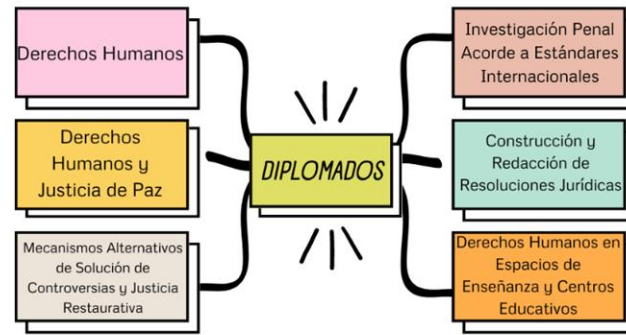 Derechos Humanos
Derechos
Humanos y
Justicia de Paz
Mecanismos Alternativos
de Solución de
Controversias y Justicia
Restaurativa
DIPLOMADOS
Investigación Penal
Acorde a Estándares
Internacionales
Construcción y
Redacción de
Resoluciones Jurídicas
Derechos Humanos en
Espacios de
Enseñanza y Centros
Educativos